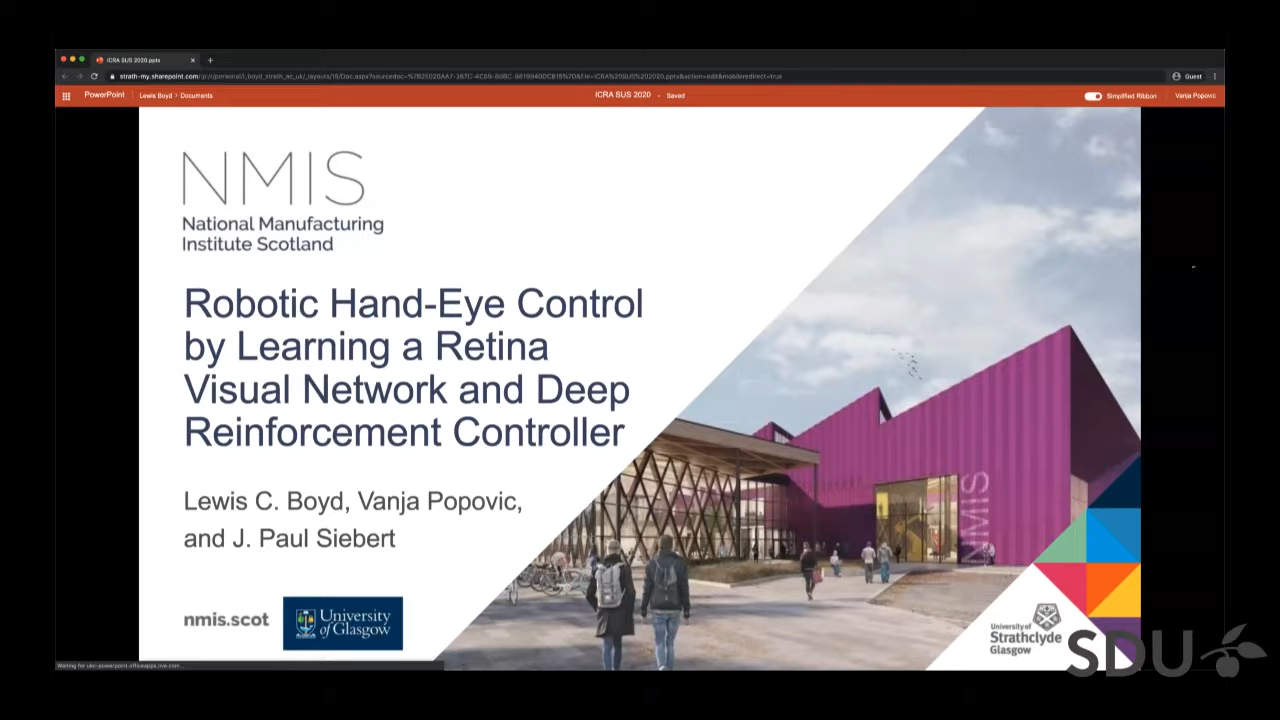 ICRA SUS 2020.pptx
Guest
PowerPoint
Lewis Boyd > Documents
ICRA SUS 2020 - Saved
Simplified Ribbon
Vanja Popovic
NMIS
National Manufacturing
Institute Scotland
Robotic Hand-Eye Control
by Learning a Retina
Visual Network and Deep
Reinforcement Controller
Lewis C. Boyd, Vanja Popovic,
and J. Paul Siebert
NMIS
nmis.scot
University
of Glasgow
University of
Strathclyde
Glasgow
SDU